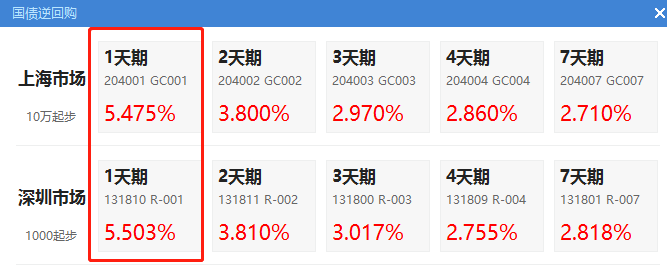 国债逆回购
1天期 2天期 3天期 4天期 7天期
上海市场 204001 GC001 204002 GC002 204003 GC003 204004 GC004 204007 GC007
10万起步 5.475% 3.800% 2.970% 2.860% 2.710%
1天期 2天期 3天期 4天期 7天期
深圳市场 131810 R-001 131811 R-002 131800 R-003 131809 R-004 131801 R-007
1000起步 5.503% 3.810% 3.017% 2.755% 2.818%